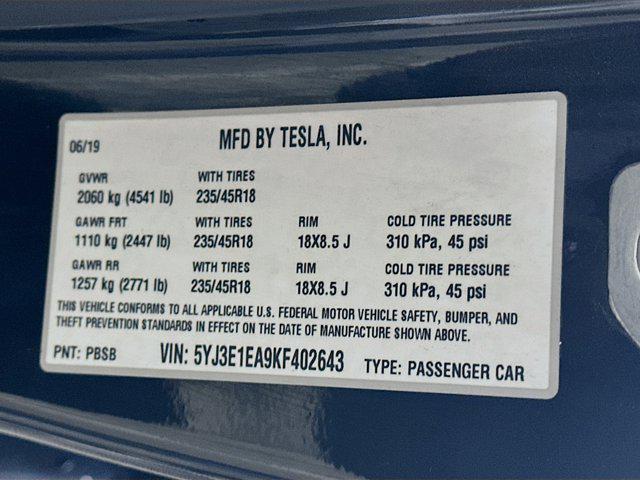 06/19 MFD BY TESLA, INC.
GVWR WITH TIRES
2060 kg (4541 lb) 235/45R18
GAWR FRT WITH TIRES RIM COLD TIRE PRESSURE
1110 kg (2447 lb) 235/45R18 18X8.5 J 310 kPa, 45 psi
GAWR RR WITH TIRES RIM COLD TIRE PRESSURE
1257 kg (2771 lb) 235/45R18 18X8.5 J 310 kPa, 45 psi
THIS VEHICLE CONFORMS TO ALL APPLICABLE U.S. FEDERAL MOTOR VEHICLE SAFETY, BUMPER, AND
THEFT PREVENTION STANDARDS IN EFFECT ON THE DATE OF MANUFACTURE SHOWN ABOVE.
PNT: PBSB VIN: 5YJ3E1EA9KF402643 TYPE: PASSENGER CAR